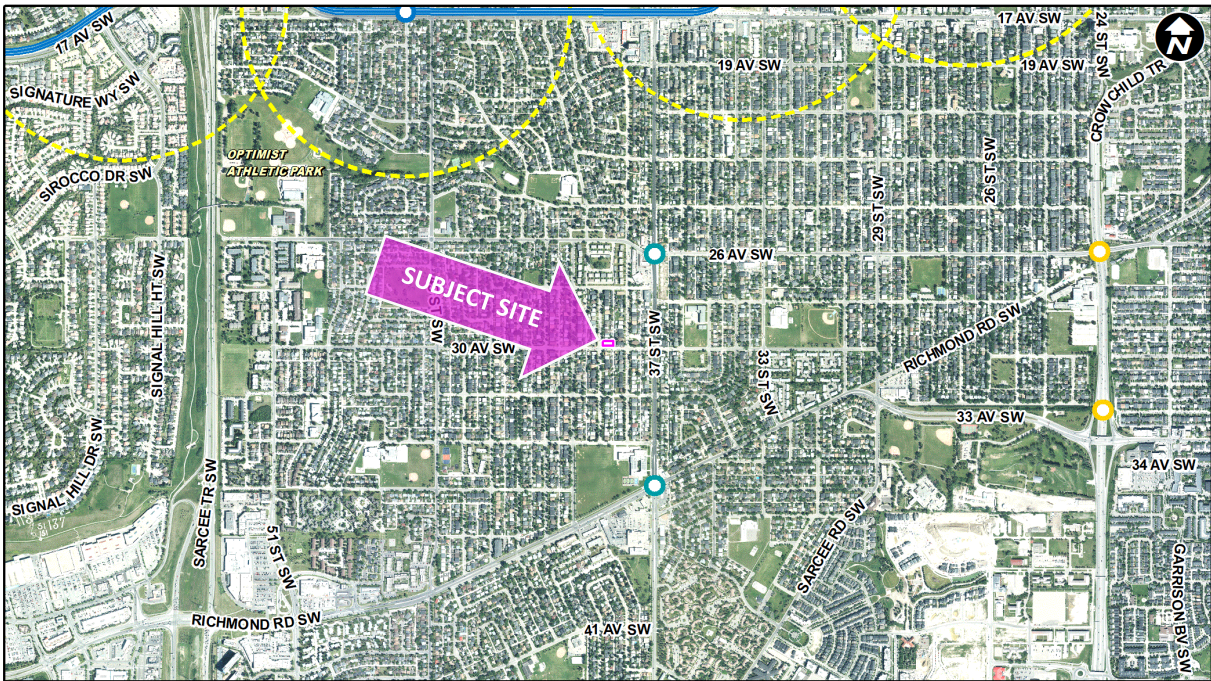 17 AV SW
17 AV SW
24 ST SW
N
19 AV SW
19 AV SW
CROWCHILD TR
SIGNATURE WY SW
OPTIMIST
ATHLETIC PARK
SIROCCO DR SW
26 ST SW
29 ST SW
26 AV SW
SIGNAL HILL HT. SW
SUBJECT SITE
ST SW
30 AV SW
37 ST SW
33 ST SW
RICHMOND RD SW
33 AV SW
SIGNAL HILL DR SW
34 AV SW
SARCEE TR SW
51 ST SW
SARCEE RD SW
GARRISON BV SW
RICHMOND RD SW
41 AV SW